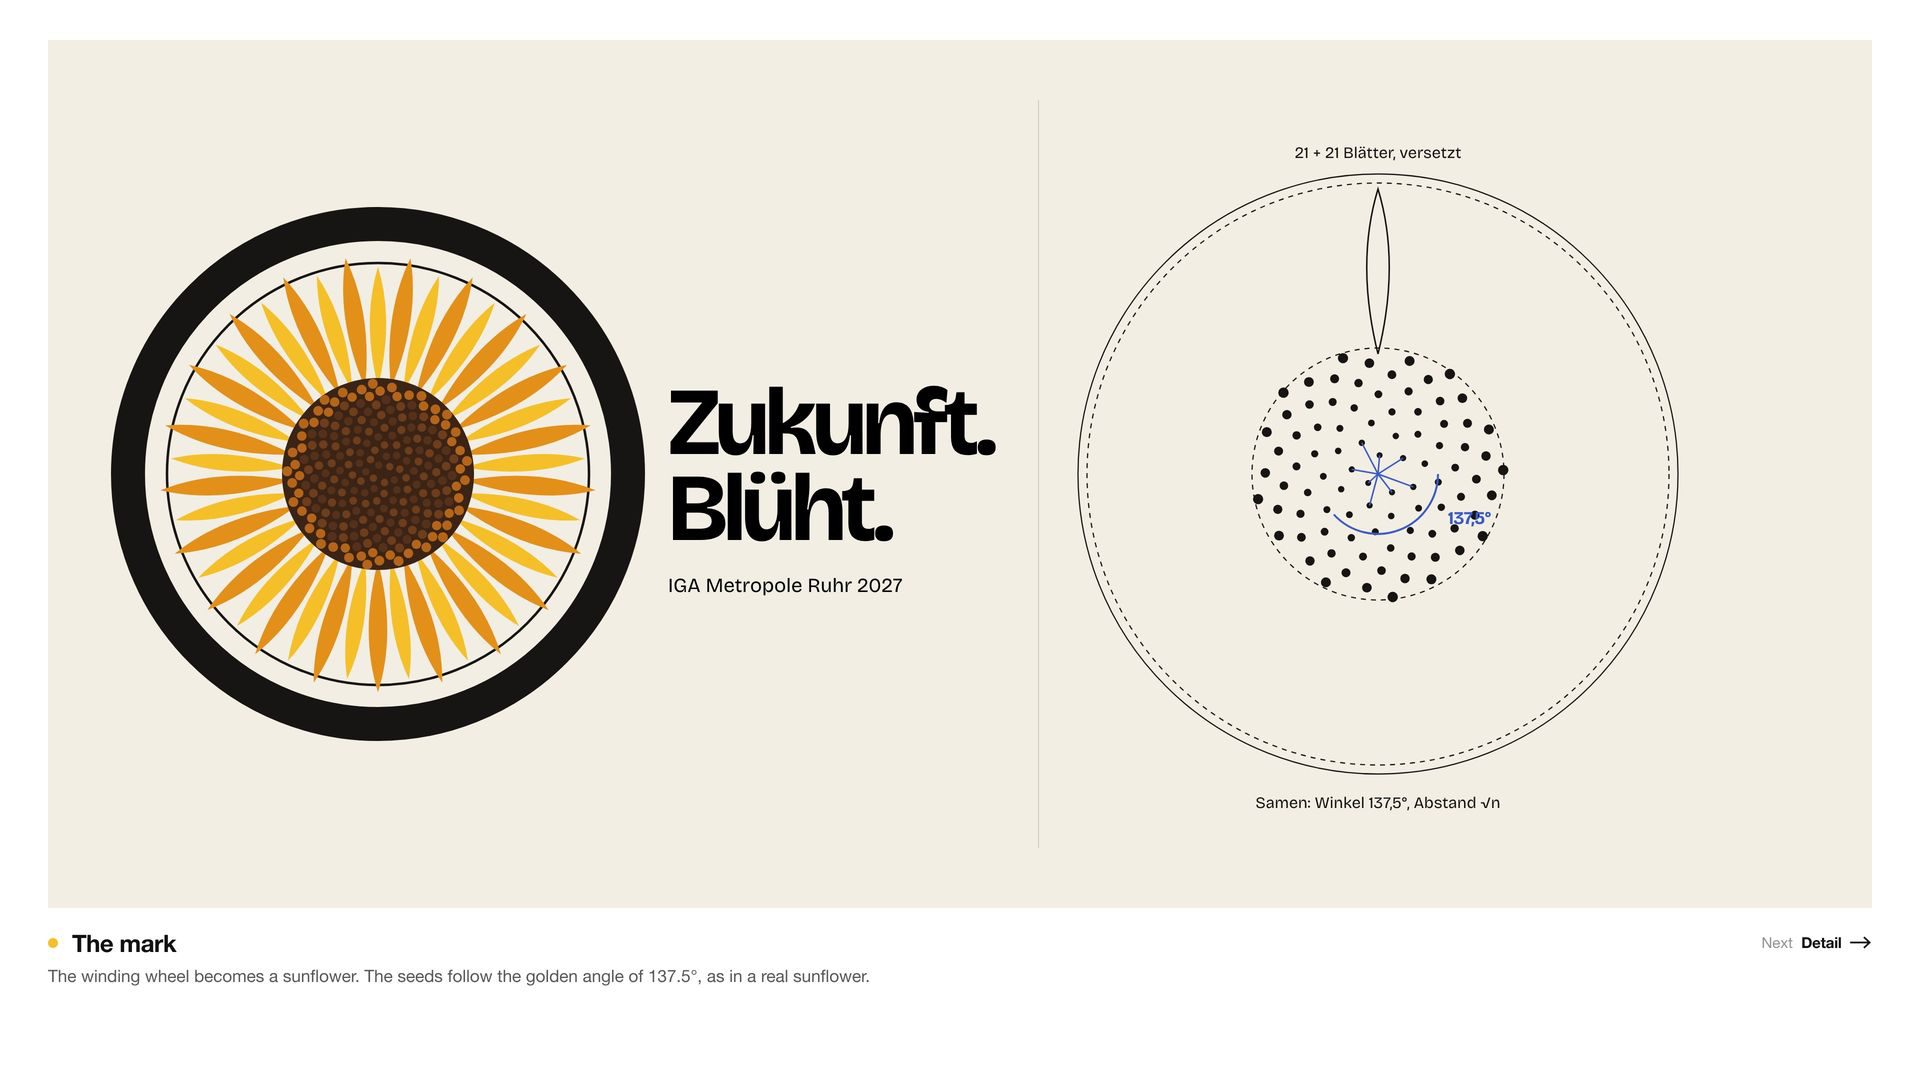 Zukunft.
Blüht.
IGA Metropole Ruhr 2027
21 + 21 Blätter, versetzt
137,5°
Samen: Winkel 137,5°, Abstand √n
The mark
The winding wheel becomes a sunflower. The seeds follow the golden angle of 137.5°, as in a real sunflower.
Next Detail →